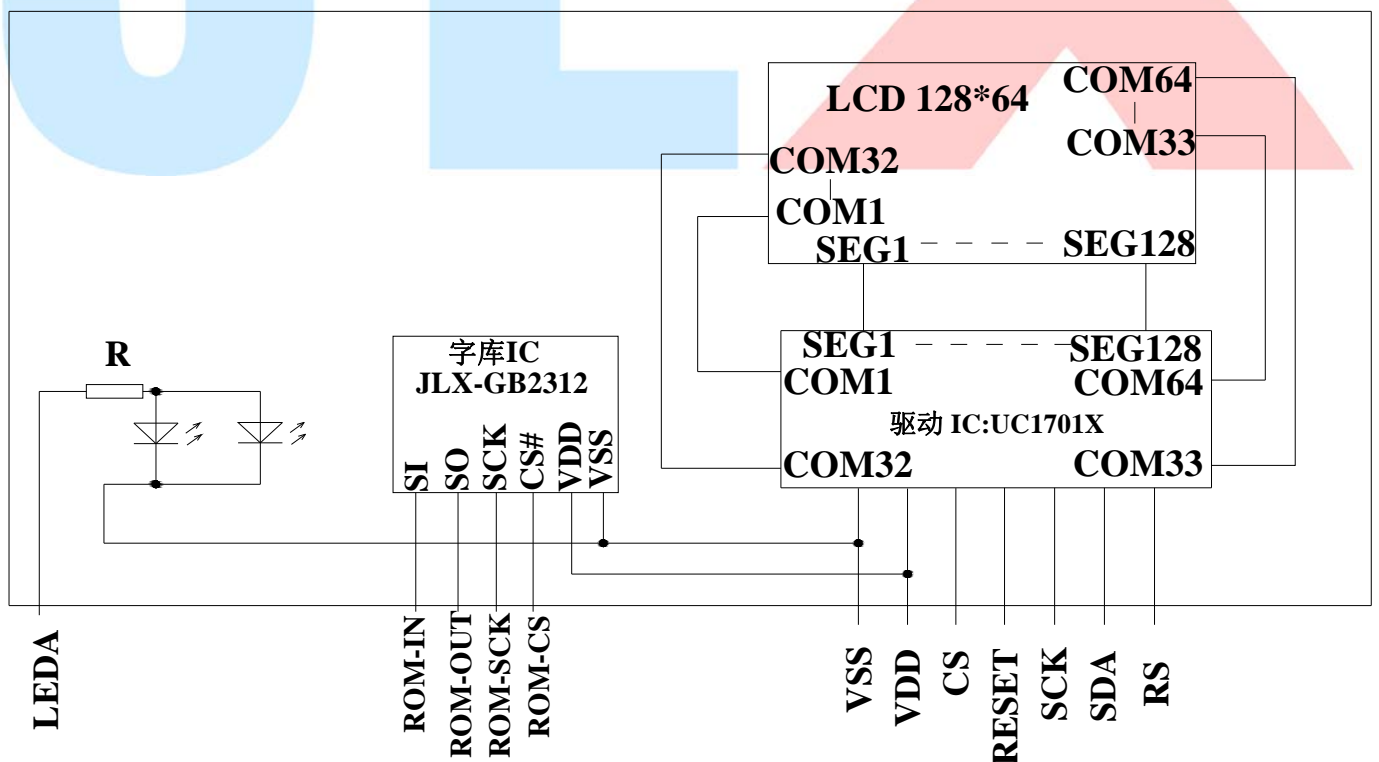 LCD 128*64
COM64
COM33
COM32
COM1
SEG1
SEG128
R
字库IC
JLX-GB2312
SI
SO
SCK
CS#
VDD
VSS
SEG1
SEG128
COM1
COM64
驱动 IC:UC1701X
COM32
COM33
LEDA
ROM-IN
ROM-OUT
ROM-SCK
ROM-CS
VSS
VDD
CS
RESET
SCK
SDA
RS